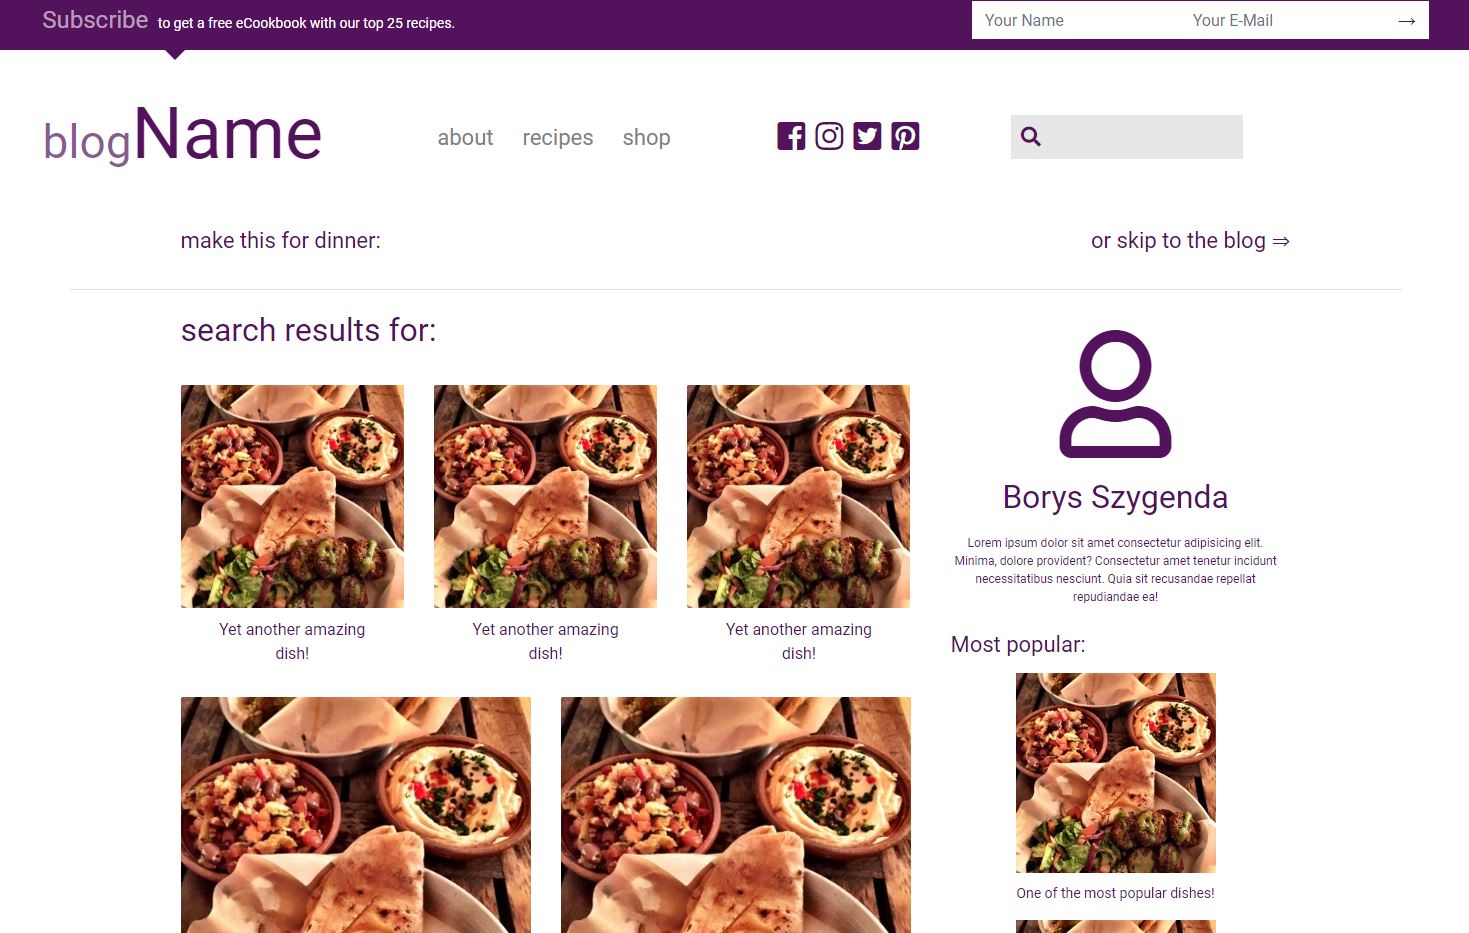 Subscribe to get a free eCookbook with our top 25 recipes.
Your Name
Your E-Mail
→
blogName
about
recipes
shop
make this for dinner:
or skip to the blog ⇒
search results for:
Yet another amazing
dish!
Yet another amazing
dish!
Yet another amazing
dish!
Borys Szygenda
Lorem ipsum dolor sit amet consectetur adipisicing elit.
Minima, dolore provident? Consectetur amet tenetur incidunt
necessitatibus nesciunt. Quia sit recusandae repellat
repudiandae ea!
Most popular:
One of the most popular dishes!